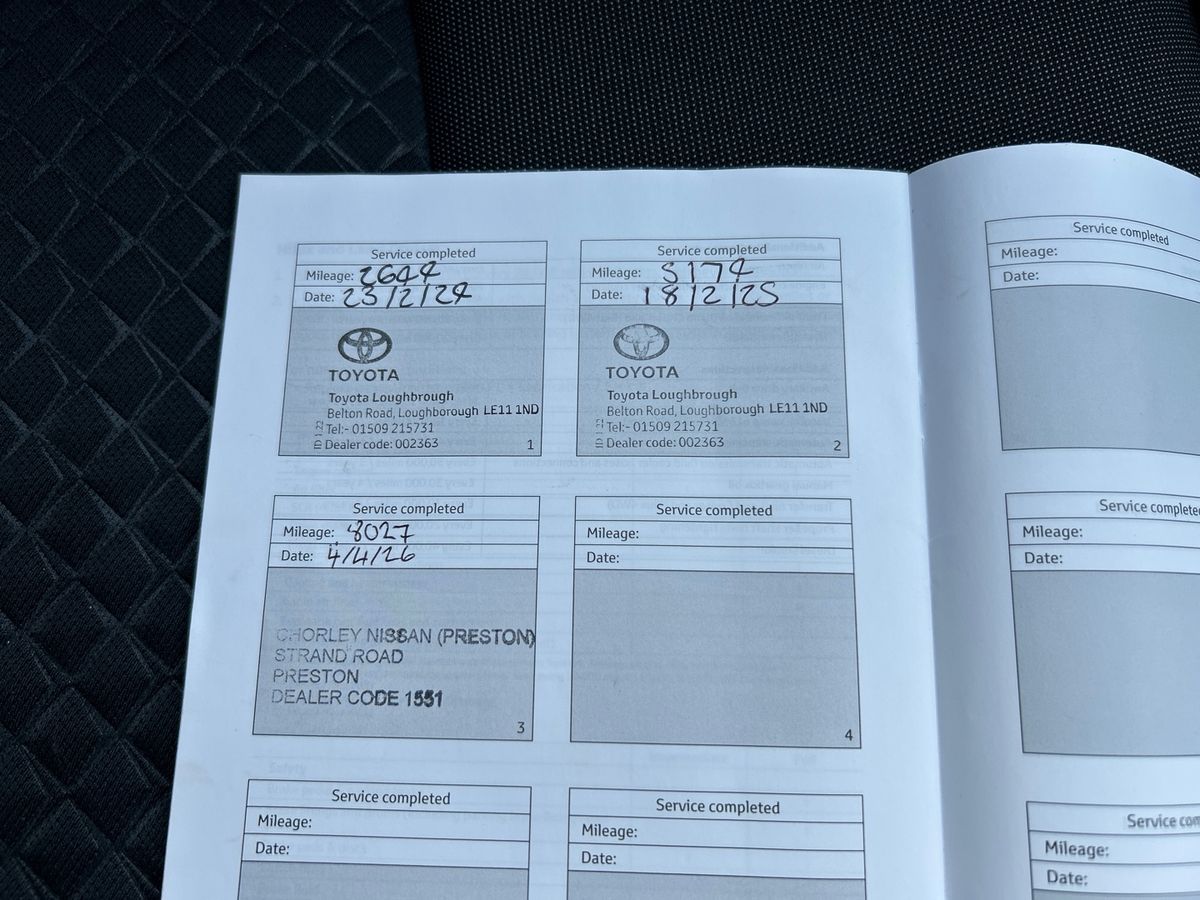 Service completed
Mileage: 2644
Date: 23/2/24
TOYOTA
Toyota Loughbrough
Belton Road, Loughborough LE11 1ND
Tel:- 01509 215731
Dealer code: 002363
1
Service completed
Mileage: 5174
Date: 18/2/25
TOYOTA
Toyota Loughbrough
Belton Road, Loughborough LE11 1ND
Tel:- 01509 215731
Dealer code: 002363
2
Service completed
Mileage:
Date:
Service completed
Mileage: 8027
Date: 4/4/26
CHORLEY NISSAN (PRESTON)
STRAND ROAD
PRESTON
DEALER CODE 1551
3
Service completed
Mileage:
Date:
4
Service complete
Mileage:
Date:
Service completed
Mileage:
Date:
Service completed
Mileage:
Date:
Service com
Mileage:
Date: